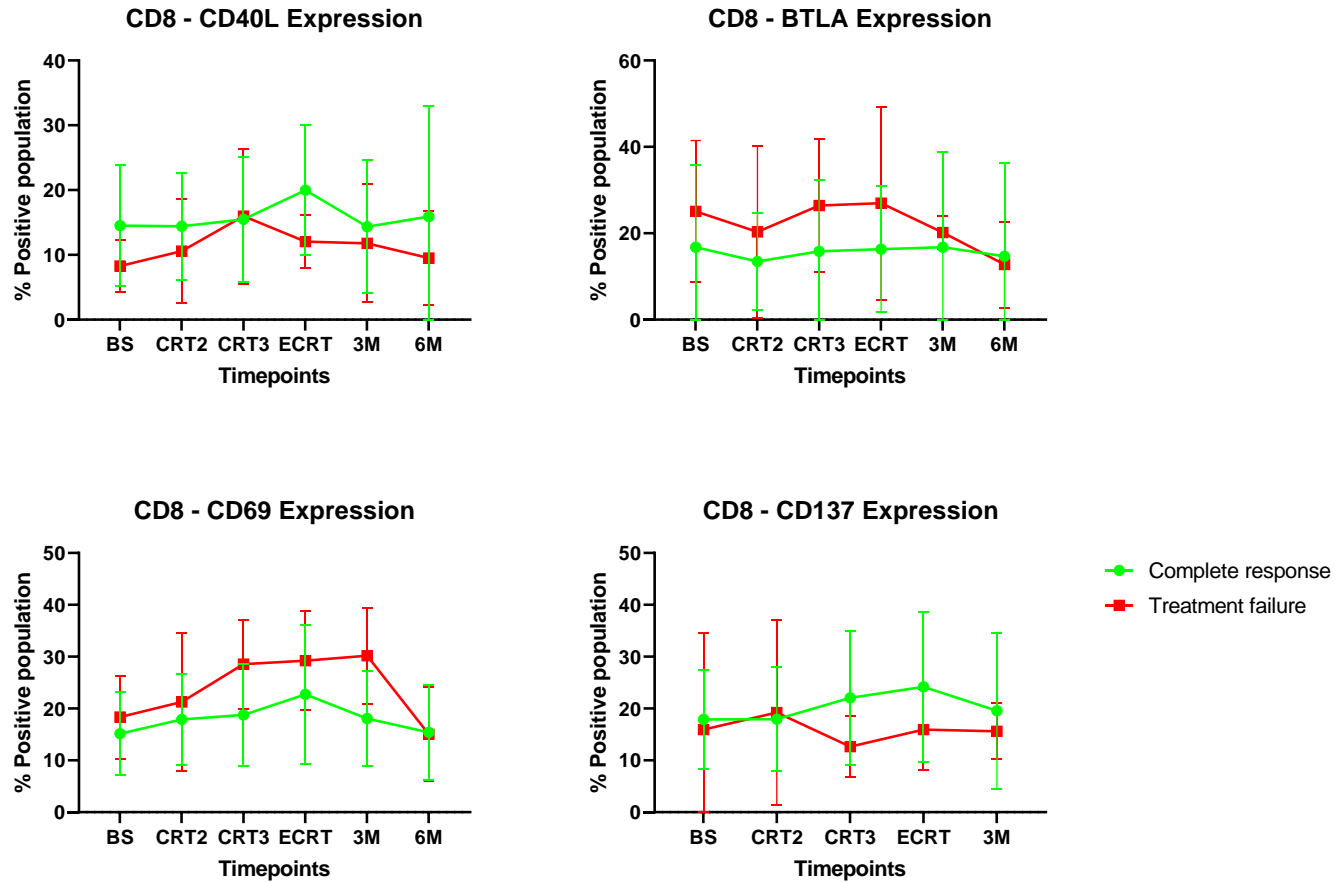 CD8 - CD40L Expression
% Positive population
40
30
20
10
0
BS CRT2 CRT3 ECRT 3M 6M
Timepoints
CD8 - BTLA Expression
% Positive population
60
40
20
0
BS CRT2 CRT3 ECRT 3M 6M
Timepoints
CD8 - CD69 Expression
% Positive population
50
40
30
20
10
0
BS CRT2 CRT3 ECRT 3M 6M
Timepoints
CD8 - CD137 Expression
% Positive population
50
40
30
20
10
0
BS CRT2 CRT3 ECRT 3M
Timepoints
Complete response
Treatment failure